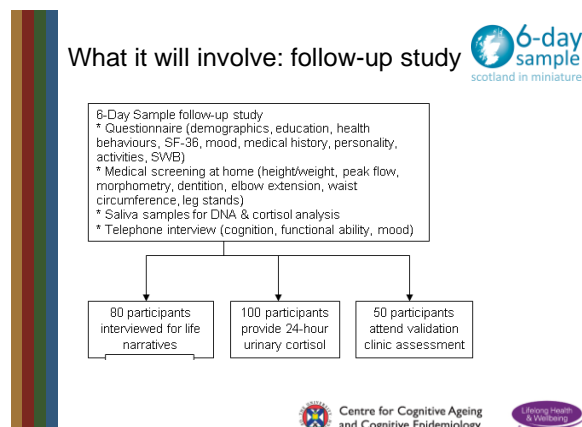 What it will involve: follow-up study
6-day
sample
scotland in miniature
6-Day Sample follow-up study
* Questionnaire (demographics, education, health
behaviours, SF-36, mood, medical history, personality,
activities, SWB)
* Medical screening at home (height/weight, peak flow,
morphometry, dentition, elbow extension, waist
circumference, leg stands)
* Saliva samples for DNA & cortisol analysis
* Telephone interview (cognition, functional ability, mood)
80 participants
interviewed for life
narratives
100 participants
provide 24-hour
urinary cortisol
50 participants
attend validation
clinic assessment
Centre for Cognitive Ageing
and Cognitive Epidemiology
Lifelong Health
& Wellbeing